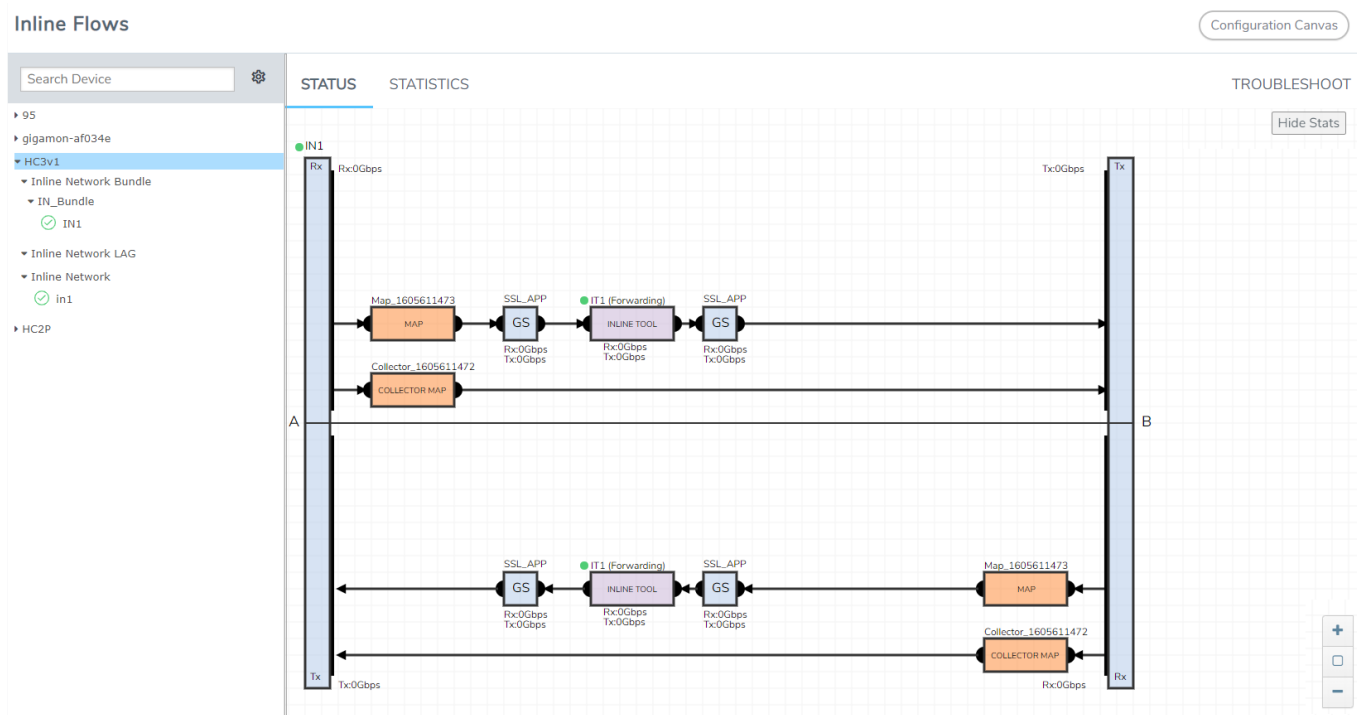 Inline Flows
Configuration Canvas
Search Device
STATUS
STATISTICS
TROUBLESHOOT
95
gigamon-af034e
HC3v1
Inline Network Bundle
IN_Bundle
IN1
Inline Network LAG
Inline Network
in1
HC2P
Hide Stats
IN1
Rx
Rx:0Gbps
Tx:0Gbps
Tx
Map_1605611473
SSL_APP
IT1 (Forwarding)
SSL_APP
MAP
GS
INLINE TOOL
GS
Rx:0Gbps
Tx:0Gbps
Rx:0Gbps
Tx:0Gbps
Rx:0Gbps
Tx:0Gbps
Collector_1605611472
COLLECTOR MAP
A
B
SSL_APP
IT1 (Forwarding)
SSL_APP
Map_1605611473
GS
INLINE TOOL
GS
MAP
Rx:0Gbps
Tx:0Gbps
Rx:0Gbps
Tx:0Gbps
Rx:0Gbps
Tx:0Gbps
Collector_1605611472
COLLECTOR MAP
Tx
Tx:0Gbps
Rx:0Gbps
Rx